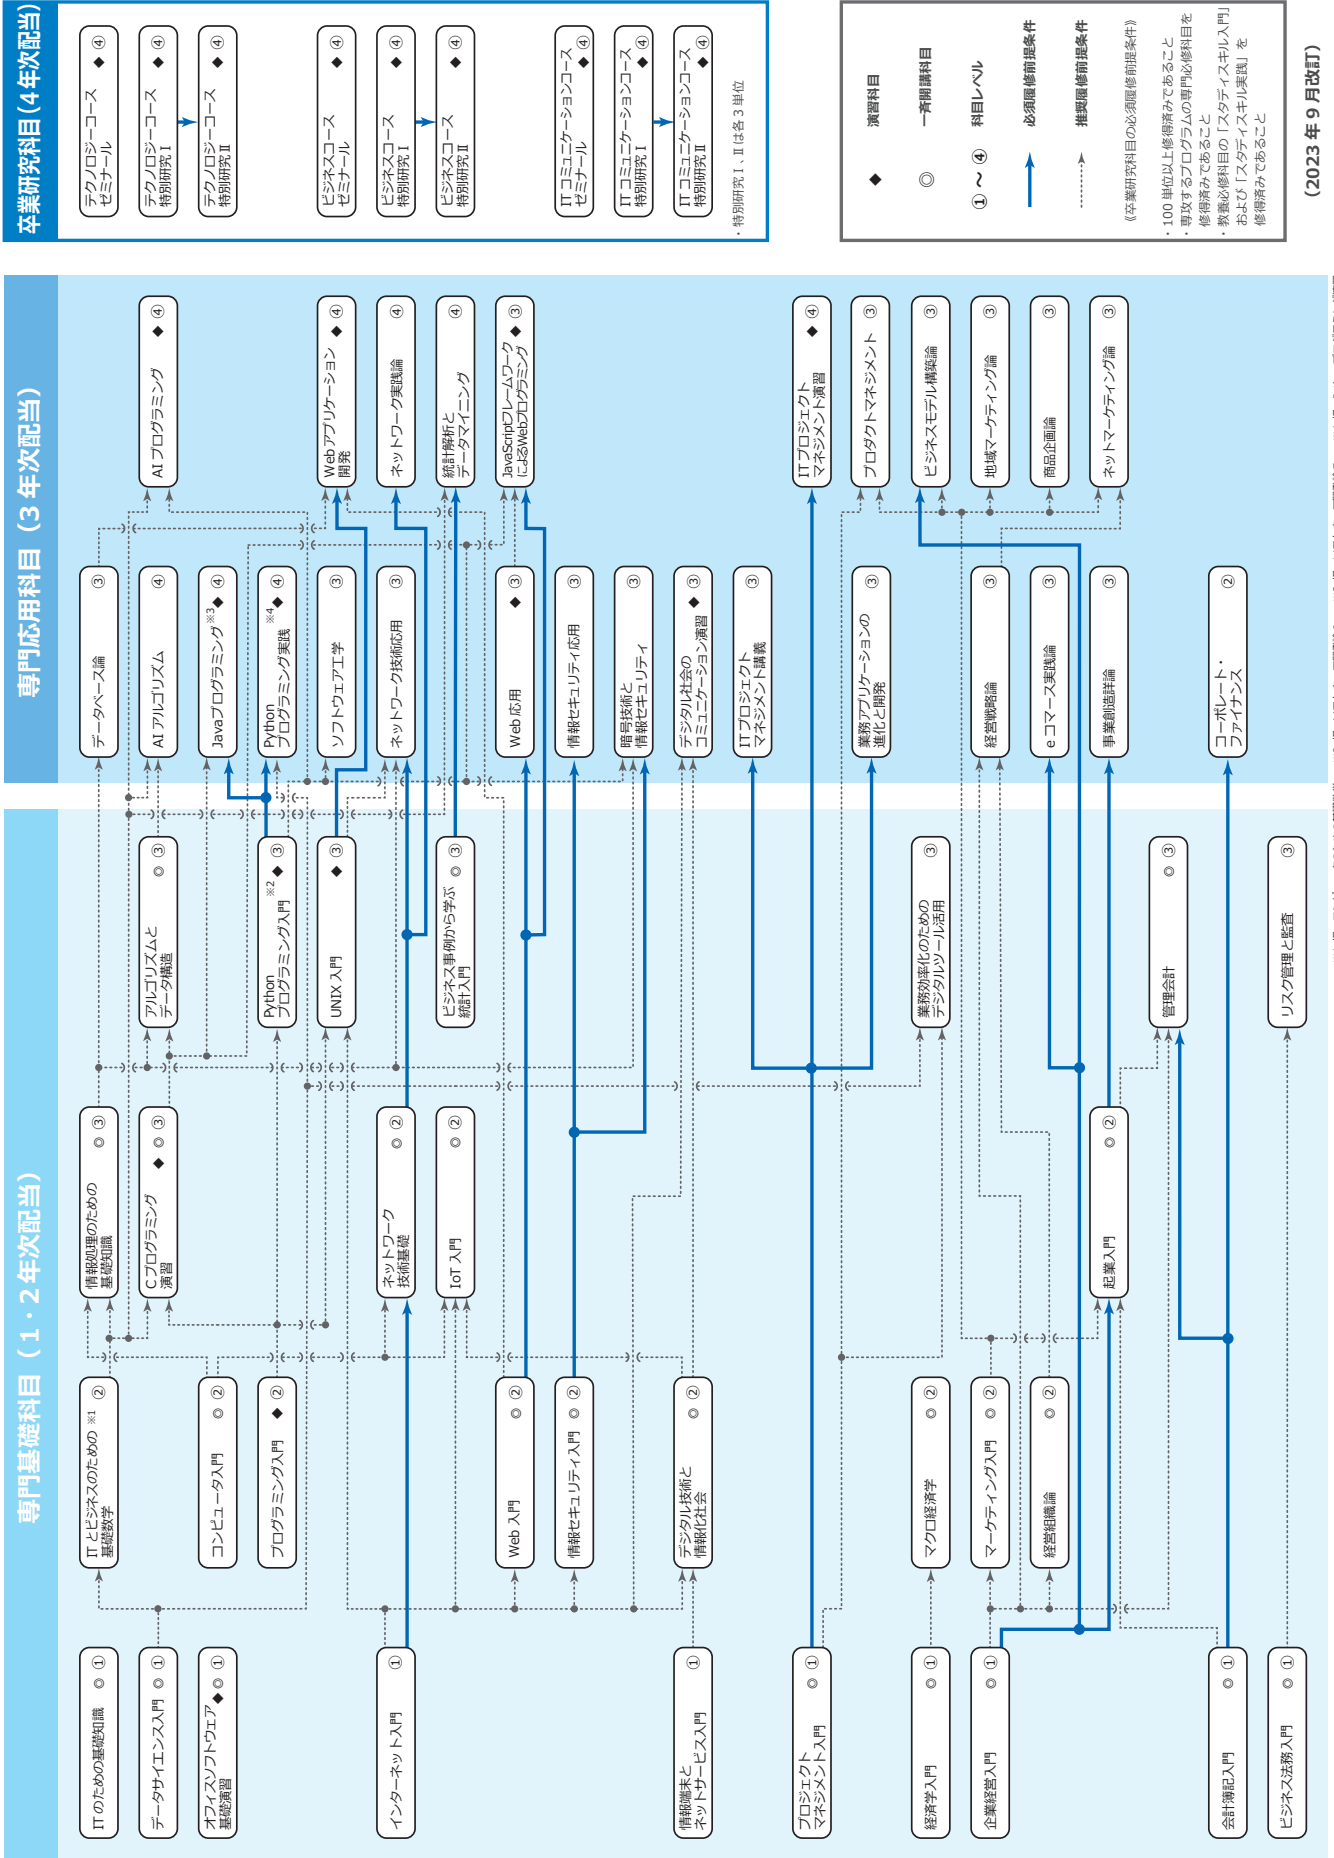 専門基礎科目(1・2年次配当)
ITのための基礎知識 ◎ ①
データサイエンス入門 ◎ ①
オフィスソフトウェア
基礎演習 ◆ ◎ ①
インターネット入門 ①
情報端末と
ネットサービス入門 ①
プロジェクト
マネジメント入門 ◎ ①
経済学入門 ◎ ①
企業経営入門 ◎ ①
会計簿記入門 ◎ ①
ビジネス法務入門 ◎ ①
ITとビジネスのための ※1
基礎数学 ②
コンピュータ入門 ◎ ②
プログラミング入門 ◆ ②
Web 入門 ◎ ②
情報セキュリティ入門 ◎ ②
デジタル技術と
情報化社会 ◎ ②
マクロ経済学 ◎ ②
マーケティング入門 ◎ ②
経営組織論 ◎ ②
情報処理のための
基礎知識 ◎ ③
Cプログラミング
演習 ◆ ◎ ③
ネットワーク
技術基礎 ◎ ②
IoT 入門 ◎ ②
起業入門 ◎ ②
アルゴリズムと
データ構造 ◎ ③
Python
プログラミング入門 ※2 ◆ ③
UNIX 入門 ◆ ③
ビジネス事例から学ぶ
統計入門 ◎ ③
業務効率化のための
デジタルツール活用 ③
管理会計 ◎ ③
リスク管理と監査 ③
専門応用科目(3年次配当)
データベース論 ③
AI アルゴリズム ④
Javaプログラミング ※3 ◆ ④
Python
プログラミング実践 ※4 ◆ ④
ソフトウェア工学 ③
ネットワーク技術応用 ③
Web 応用 ◆ ③
情報セキュリティ応用 ③
暗号技術と
情報セキュリティ ③
デジタル社会の
コミュニケーション演習 ◆ ③
ITプロジェクト
マネジメント講義 ③
業務アプリケーションの
進化と開発 ③
経営戦略論 ③
eコマース実践論 ③
事業創造詳論 ③
コーポレート・
ファイナンス ②
AI プログラミング ◆ ④
Web アプリケーション
開発 ◆ ④
ネットワーク実践論 ④
統計解析と
データマイニング ④
JavaScriptフレームワーク
によるWebプログラミング ◆ ③
ITプロジェクト
マネジメント演習 ◆ ④
プロダクトマネジメント ③
ビジネスモデル構築論 ③
地域マーケティング論 ③
商品企画論 ③
ネットマーケティング論 ③
卒業研究科目(4年次配当)
テクノロジーコース
ゼミナール ◆ ④
テクノロジーコース
特別研究Ⅰ ◆ ④
テクノロジーコース
特別研究Ⅱ ◆ ④
ビジネスコース
ゼミナール ◆ ④
ビジネスコース
特別研究Ⅰ ◆ ④
ビジネスコース
特別研究Ⅱ ◆ ④
ITコミュニケーションコース
ゼミナール ◆ ④
ITコミュニケーションコース
特別研究Ⅰ ◆ ④
ITコミュニケーションコース
特別研究Ⅱ ◆ ④
・特別研究Ⅰ、Ⅱは各3単位
◆ 演習科目
◎ 一斉開講科目
①~④ 科目レベル
必須履修前提条件
推奨履修前提条件
《卒業研究科目の必須履修前提条件》
・100 単位以上修得済みであること
・専攻するプログラムの専門必修科目を
修得済みであること
・教養必修科目の「スタディスキル入門」
および「スタディスキル実践」を
修得済みであること
(2023 年 9 月改訂)